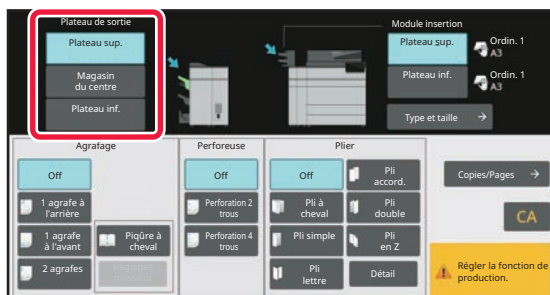 Plateau de sortie
Plateau sup.
Magasin
du centre
Plateau inf.
Module insertion
Plateau sup.
Ordin. 1
A3
Plateau inf.
Ordin. 1
A3
Type et taille
Agrafage
Off
1 agrafe à
l'arrière
1 agrafe
à l'avant
2 agrafes
Piqûre à
cheval
Perforeuse
Off
Perforation 2
trous
Perforation 4
trous
Plier
Off
Pli
accord.
Pli à
cheval
Pli
double
Pli simple
Pli
en Z
Pli
lettre
Détail
Copies/Pages
CA
Régler la fonction de
production.